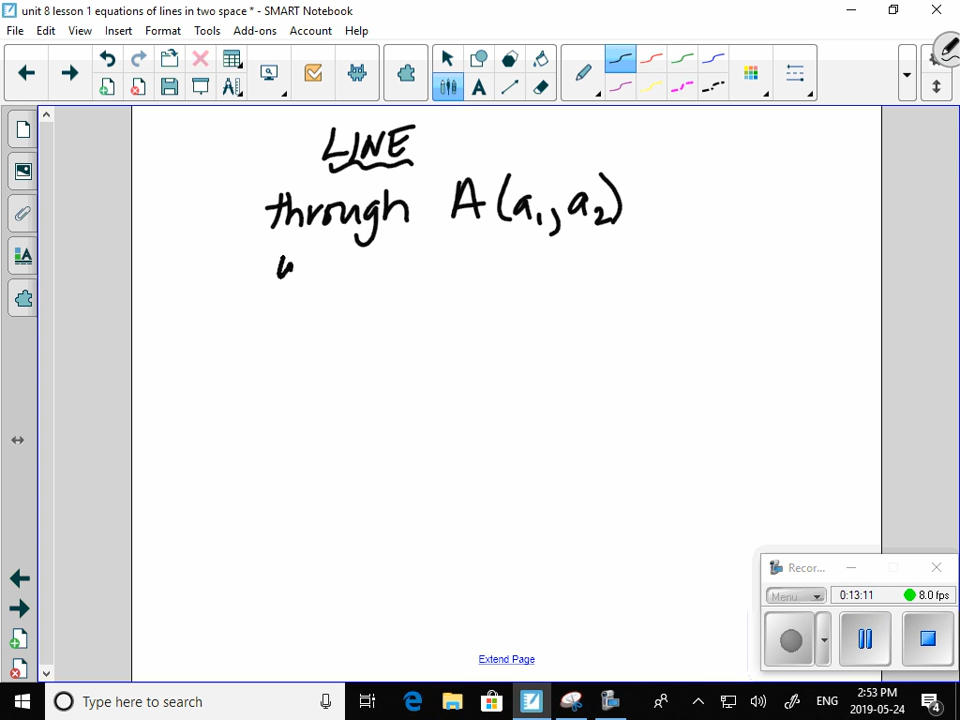 unit 8 lesson 1 equations of lines in two space * - SMART Notebook
File Edit View Insert Format Tools Add-ons Account Help
LINE
through A(a₁, a₂)
Recor...
Menu 0:13:11 8.0 fps
Extend Page
Type here to search
ENG
2:53 PM
2019-05-24
4